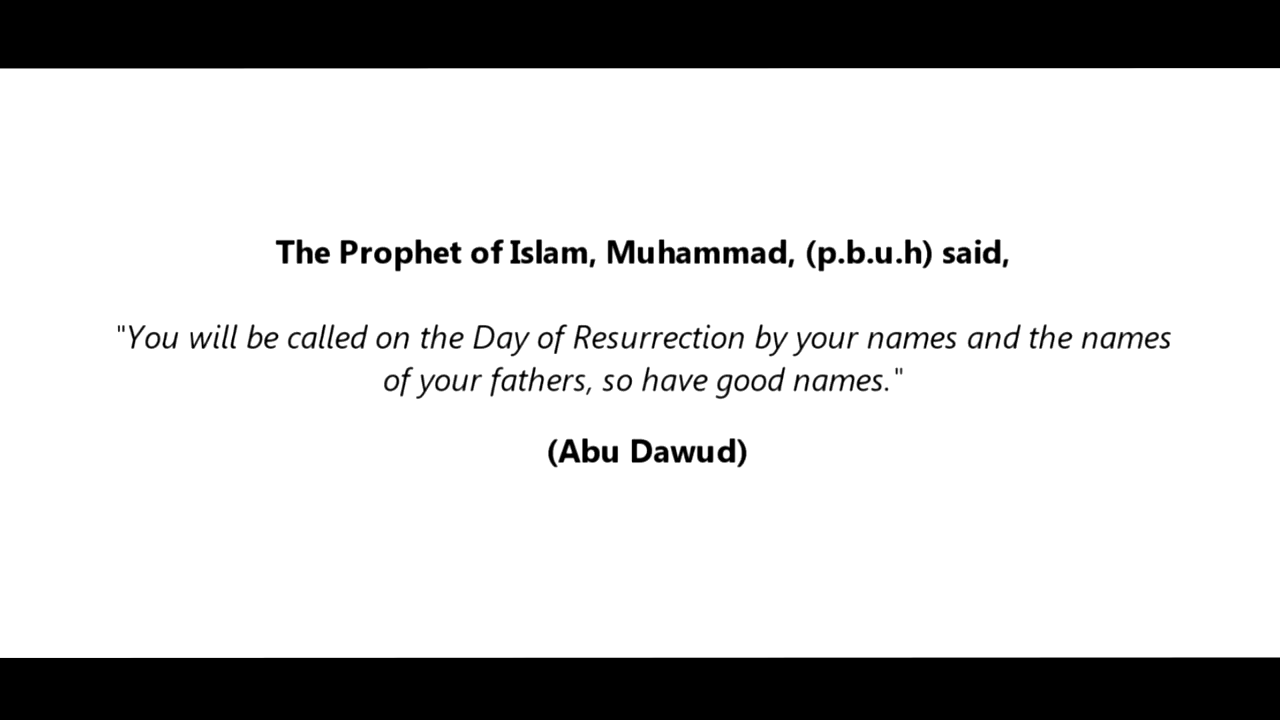 The Prophet of Islam, Muhammad, (p.b.u.h) said,
"You will be called on the Day of Resurrection by your names and the names
of your fathers, so have good names."
(Abu Dawud)